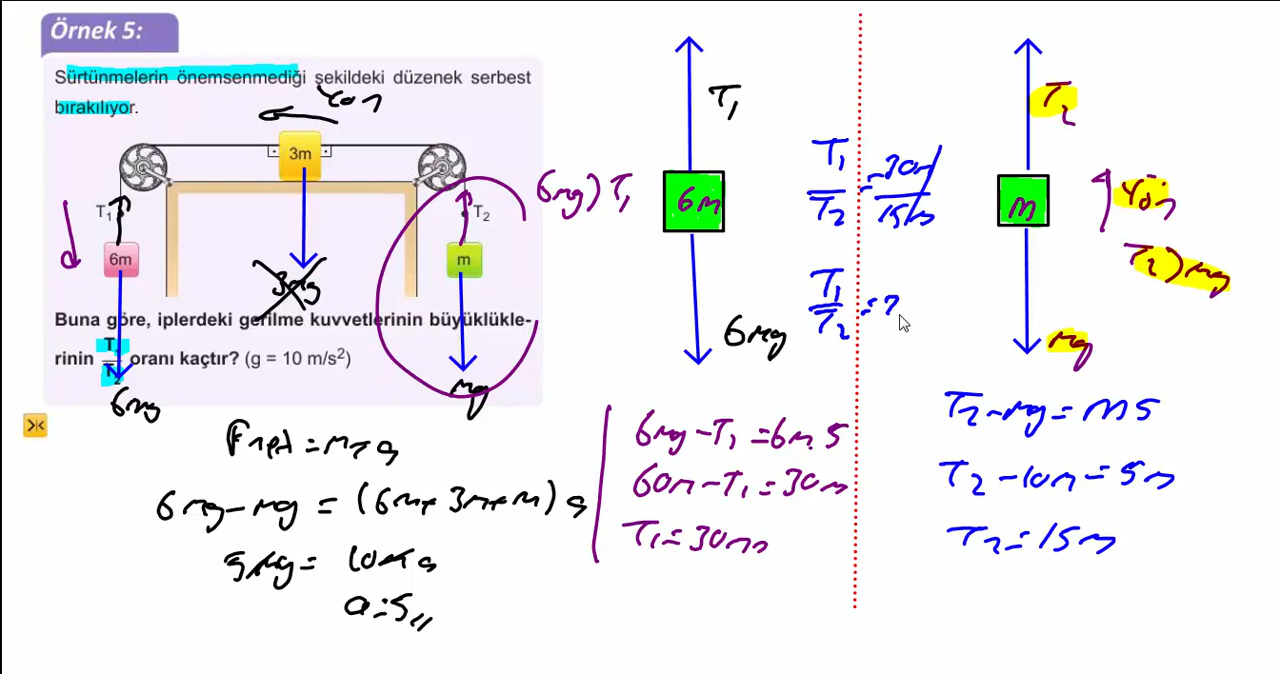 Örnek 5:
Sürtünmelerin önemsenmediği şekildeki düzenek serbest
bırakılıyor.
Yön
3m
T₁
T₂
6m
m
3mg
Buna göre, iplerdeki gerilme kuvvetlerinin büyüklükle-
rinin T₁/T₂ oranı kaçtır? (g = 10 m/s²)
6mg
mg
Fnet = mT a
6mg-mg = (6m+3m+m) a
5mg = 10m a
a=5//
T₁
6mg>T₁
6m
6mg
6mg-T₁=6m.5
60m-T₁=30m
T₁=30m
T₁/T₂ = 30m/15m
T₁/T₂ = 2
T₂
m
Yön
T₂>mg
mg
T₂-mg=m5
T₂-10m=5m
T₂=15m